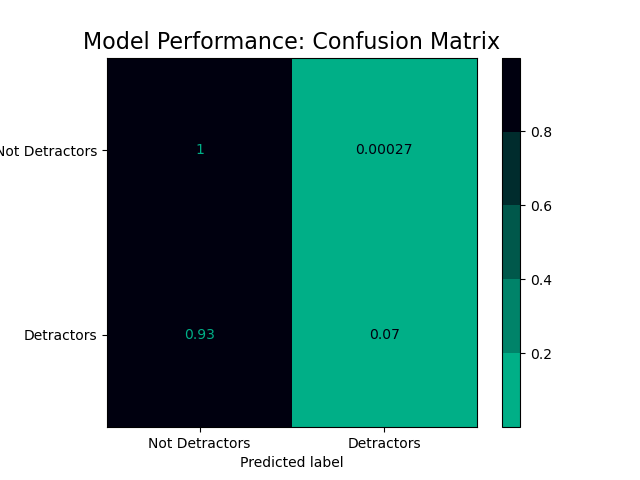 Model Performance: Confusion Matrix
Not Detractors
1
0.00027
Detractors
0.93
0.07
Not Detractors
Detractors
Predicted label
0.8
0.6
0.4
0.2